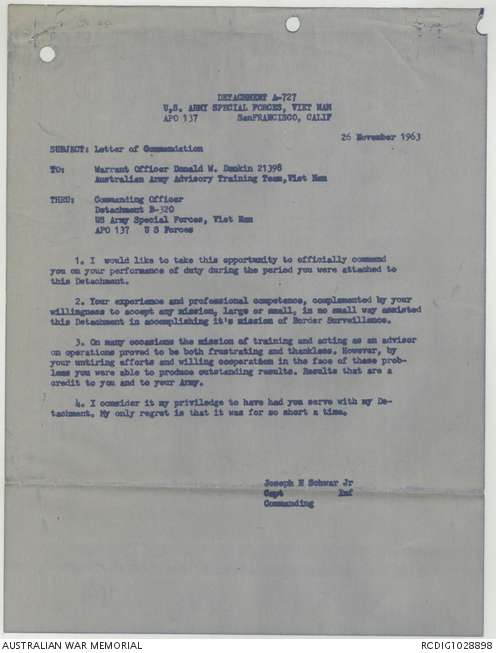 DETACHMENT A-727
U.S. ARMY SPECIAL FORCES, VIET NAM
APO 137 SanFRANCISCO, CALIF
26 November 1963
SUBJECT: Letter of Commendation
TO: Warrant Officer Donald W. Dunkin 21398
Australian Army Advisory Training Team,Viet Nam
THRU: Commanding Officer
Detachment B-320
US Army Special Forces, Viet Nam
APO 137 U S Forces
1. I would like to take this opportunity to officially commend
you on your performance of duty during the period you were attached to
this Detachment.
2. Your experience and professional competence, complemented by your
willingness to accept any mission, large or small, in no small way assisted
this Detachment in accomplishing it's mission of Border Surveillance.
3. On many occasions the mission of training and acting as an advisor
on operations proved to be both frustrating and thankless. However, by
your untiring efforts and willing cooperation in the face of these prob-
lems you were able to produce outstanding results. Results that are a
credit to you and to your Army.
4. I consider it my priviledge to have had you serve with my De-
tachment. My only regret is that it was for so short a time.
Joseph N Schwar Jr
Capt Inf
Commanding
AUSTRALIAN WAR MEMORIAL
RCDIG1028898